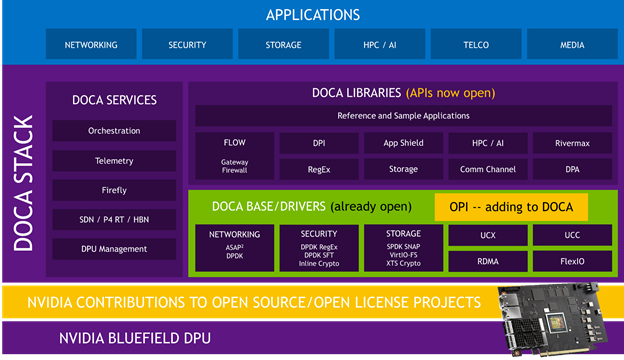 APPLICATIONS
NETWORKING
SECURITY
STORAGE
HPC / AI
TELCO
MEDIA
DOCA STACK
DOCA SERVICES
Orchestration
Telemetry
Firefly
SDN / P4 RT / HBN
DPU Management
DOCA LIBRARIES (APIs now open)
Reference and Sample Applications
FLOW
Gateway
Firewall
DPI
App Shield
HPC / AI
Rivermax
RegEx
Storage
Comm Channel
DPA
DOCA BASE/DRIVERS (already open)
OPI -- adding to DOCA
NETWORKING
ASAP²
DPDK
SECURITY
DPDK RegEx
DPDK SFT
Inline Crypto
STORAGE
SPDK SNAP
VirtIO-FS
XTS Crypto
UCX
UCC
RDMA
FlexIO
NVIDIA CONTRIBUTIONS TO OPEN SOURCE/OPEN LICENSE PROJECTS
NVIDIA BLUEFIELD DPU